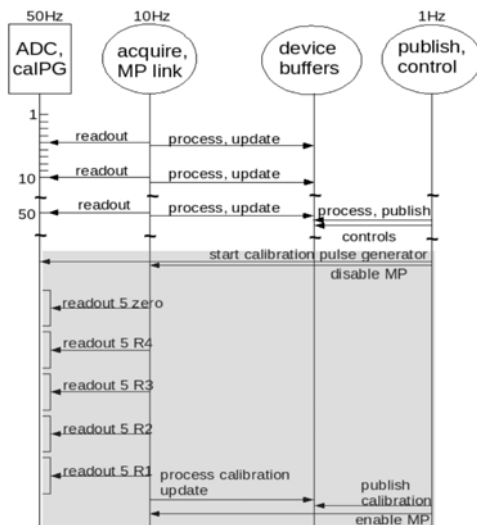 50Hz 10Hz 1Hz
ADC, calPG
acquire, MP link
device buffers
publish, control
1
readout process, update
readout process, update
10
50 readout process, update process, publish
controls
start calibration pulse generator
disable MP
readout 5 zero
readout 5 R4
readout 5 R3
readout 5 R2
readout 5 R1
process calibration update
publish calibration
enable MP